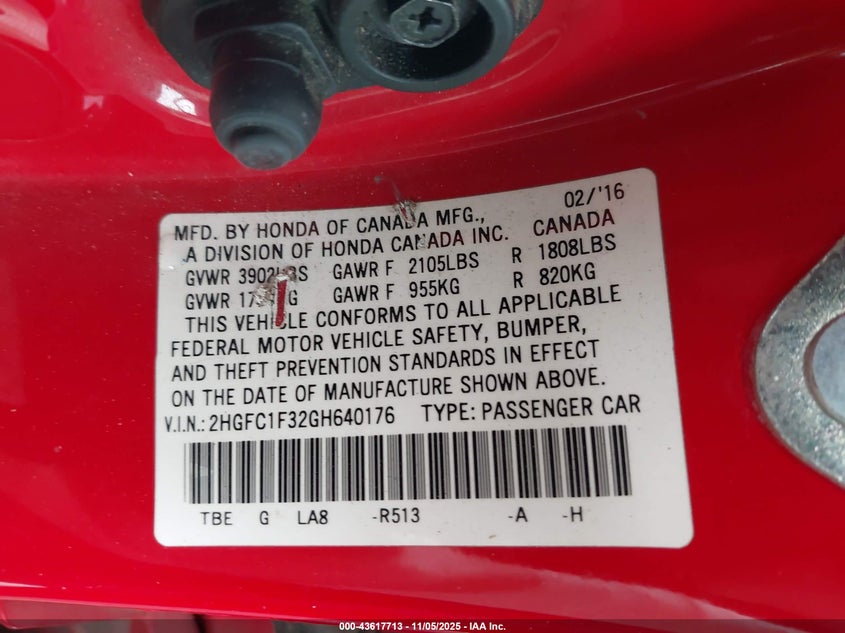 02/'16
MFD. BY HONDA OF CANADA MFG.,
A DIVISION OF HONDA CANADA INC. CANADA
GVWR 3902LBS GAWR F 2105LBS R 1808LBS
GVWR GAWR F 955KG R 820KG
THIS VEHICLE CONFORMS TO ALL APPLICABLE
FEDERAL MOTOR VEHICLE SAFETY, BUMPER,
AND THEFT PREVENTION STANDARDS IN EFFECT
ON THE DATE OF MANUFACTURE SHOWN ABOVE.
V.I.N.: 2HGFC1F32GH640176 TYPE: PASSENGER CAR
TBE G LA8 -R513 -A -H
000-43617713 - 11/05/2025 - IAA Inc.